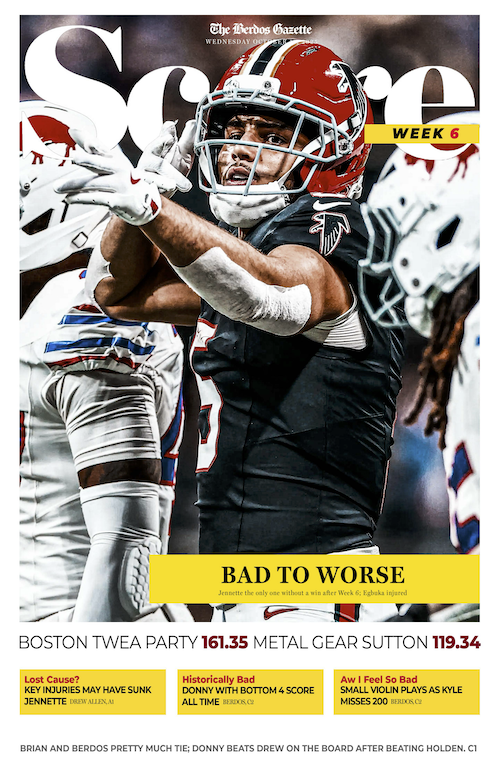 The Berdos Gazette
WEDNESDAY OCTOBER
Score
WEEK 6
BAD TO WORSE
Jennette the only one without a win after Week 6; Egbuka injured
BOSTON TWEA PARTY 161.35 METAL GEAR SUTTON 119.34
Lost Cause?
KEY INJURIES MAY HAVE SUNK
JENNETTE DREW ALLEN, A1
Historically Bad
DONNY WITH BOTTOM 4 SCORE
ALL TIME BERDOS, C2
Aw I Feel So Bad
SMALL VIOLIN PLAYS AS KYLE
MISSES 200 BERDOS, C2
BRIAN AND BERDOS PRETTY MUCH TIE; DONNY BEATS DREW ON THE BOARD AFTER BEATING HOLDEN. C1